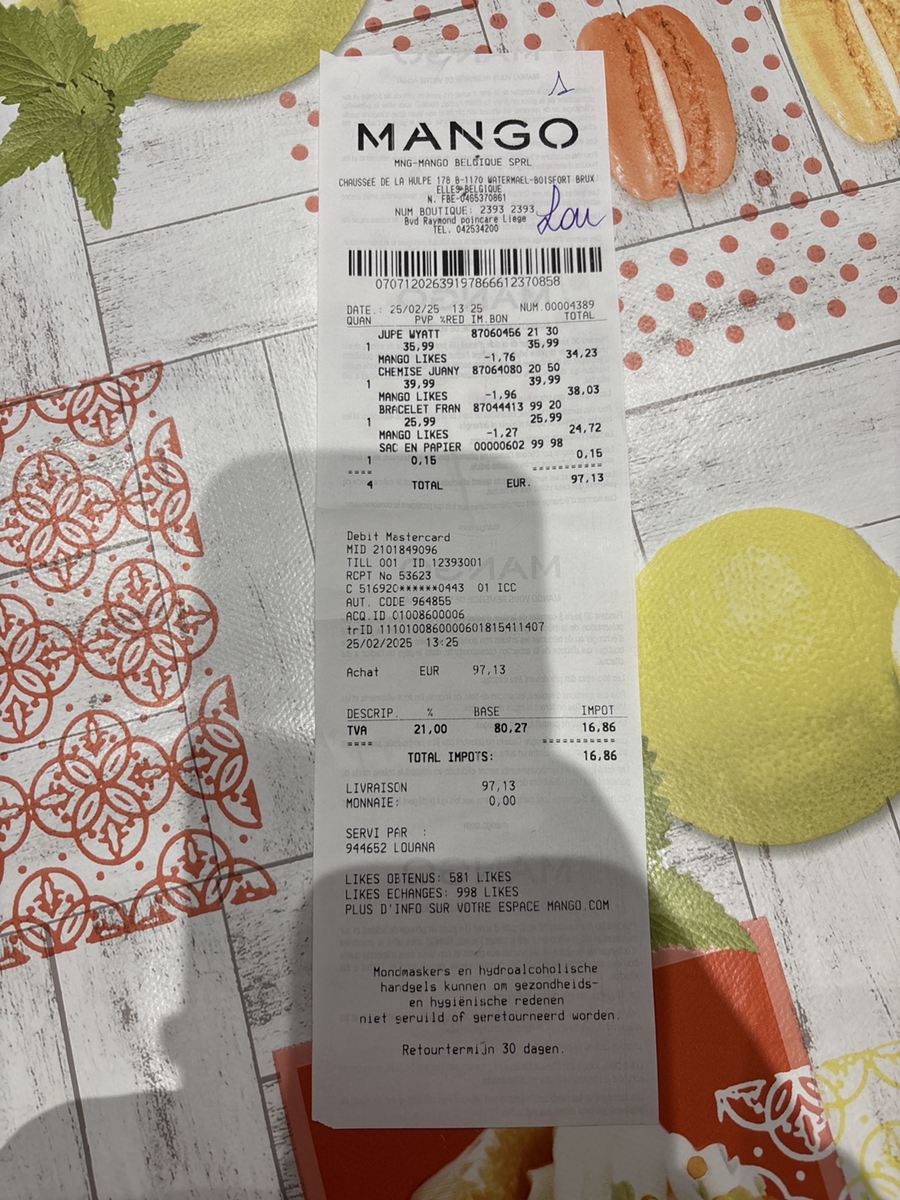 1
MANGO
MNG-MANGO BELGIQUE SPRL
CHAUSSÉE DE LA HULPE 178 B-1170 WATERMAEL-BOISFORT BRUX
ELLES BELGIQUE
N. FBE-0465370861
NUM BOUTIQUE: 2393 2393
Bvd Raymond poincare Liege
TEL. 042534200
Lou
07071202639197866612370858
DATE.: 25/02/25 13 25 NUM.00004389
QUAN PVP %RED IM.BON TOTAL
JUPE WYATT 87060456 21 30
1 35,99 35,99
MANGO LIKES -1,76 34,23
CHEMISE JUANY 87064080 20 50
1 39,99 39,99
MANGO LIKES -1,96 38,03
BRACELET FRAN 87044413 99 20
1 25,99 25,99
MANGO LIKES -1,27 24,72
SAC EN PAPIER 00000602 99 98
1 0,15 0,15
==== ===========
4 TOTAL EUR. 97,13
Debit Mastercard
MID 2101849096
TILL 001 ID 12393001
RCPT No 53623
C 516920******0443 01 ICC
AUT. CODE 964855
ACQ.ID 01008600006
trID 1110100860000601815411407
25/02/2025 13:25
Achat EUR 97,13
DESCRIP. % BASE IMPOT
TVA 21,00 80,27 16,86
==== ===========
TOTAL IMPOTS: 16,86
LIVRAISON 97,13
MONNAIE: 0,00
SERVI PAR :
944652 LOUANA
LIKES OBTENUS: 581 LIKES
LIKES ECHANGES: 998 LIKES
PLUS D'INFO SUR VOTRE ESPACE MANGO.COM
Mondmaskers en hydroalcoholische
handgels kunnen om gezondheids-
en hygiënische redenen
niet geruild of geretourneerd worden.
Retourtermijn 30 dagen.